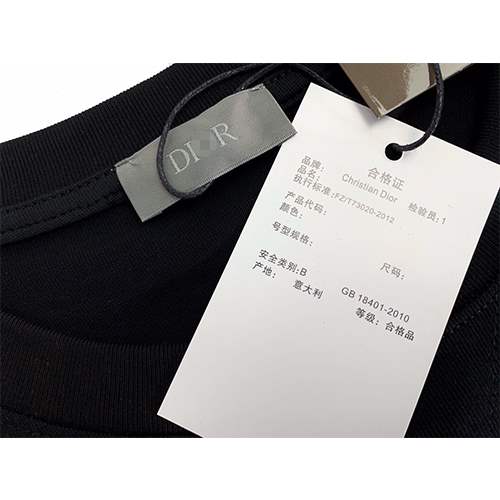 DIOR
合格证
品牌: Christian Dior
品名: 检验员:1
执行标准:FZ/T73020-2012
产品代码:
颜色:
号型规格: 尺码:
安全类别:B GB 18401-2010
产地: 意大利 等级: 合格品